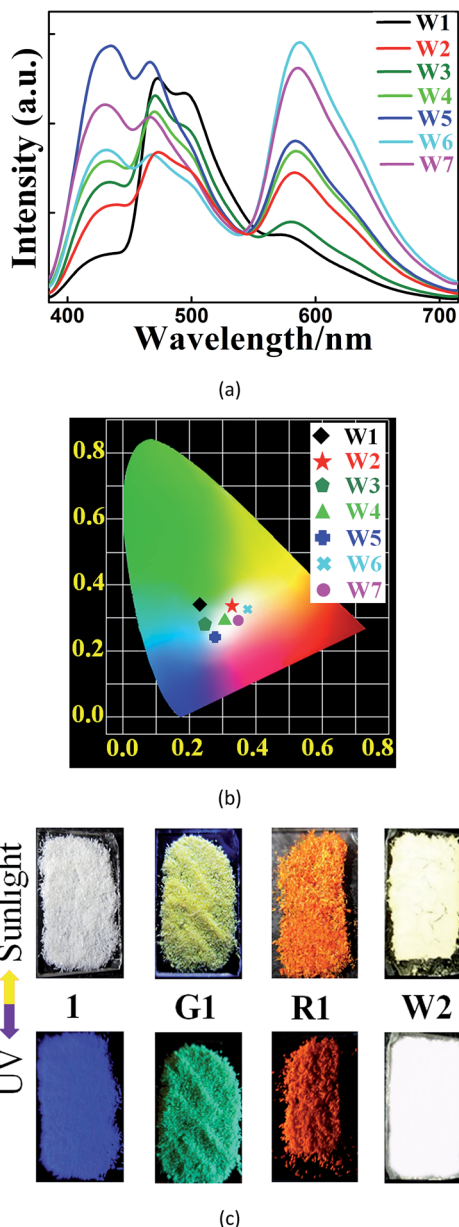 Intensity (a.u.)
W1
W2
W3
W4
W5
W6
W7
400 500 600 700
Wavelength/nm
(a)
0.8
0.6
0.4
0.2
0.0
0.0 0.2 0.4 0.6 0.8
W1
W2
W3
W4
W5
W6
W7
(b)
Sunlight
UV
1 G1 R1 W2
(c)